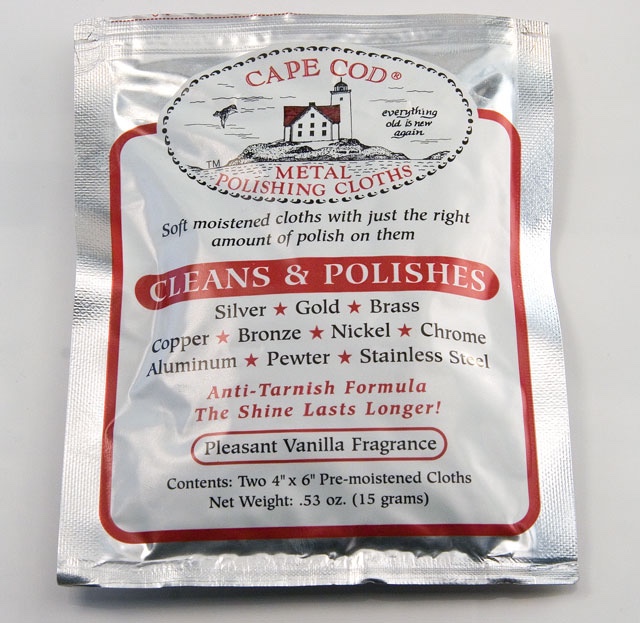 CAPE COD®
everything
old is new
again
TM
METAL
POLISHING CLOTHS
Soft moistened cloths with just the right
amount of polish on them
CLEANS & POLISHES
Silver ★ Gold ★ Brass
Copper ★ Bronze ★ Nickel ★ Chrome
Aluminum ★ Pewter ★ Stainless Steel
Anti-Tarnish Formula
The Shine Lasts Longer!
Pleasant Vanilla Fragrance
Contents: Two 4" x 6" Pre-moistened Cloths
Net Weight: .53 oz. (15 grams)